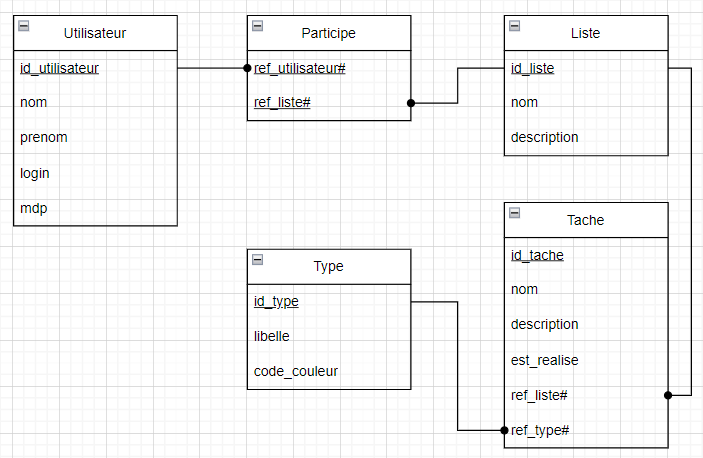 Utilisateur
id_utilisateur
nom
prenom
login
mdp
Participe
ref_utilisateur#
ref_liste#
Liste
id_liste
nom
description
Type
id_type
libelle
code_couleur
Tache
id_tache
nom
description
est_realise
ref_liste#
ref_type#